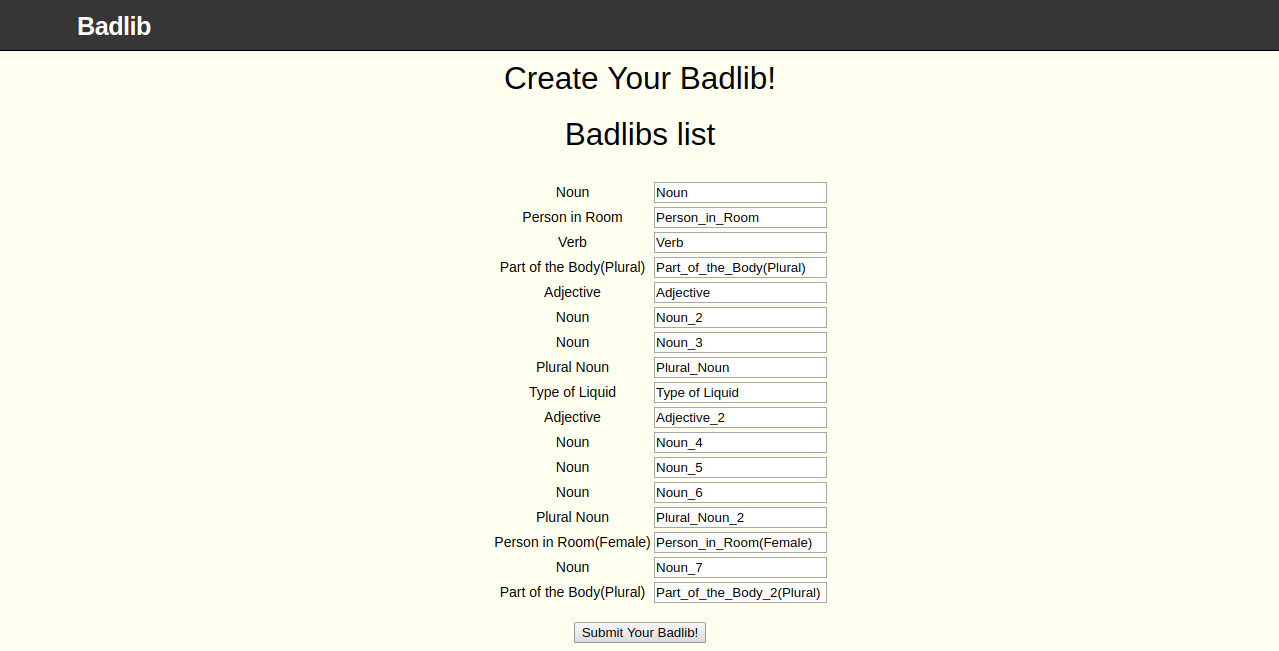 Badlib
Create Your Badlib!
Badlibs list
Noun Noun
Person in Room Person_in_Room
Verb Verb
Part of the Body(Plural) Part_of_the_Body(Plural)
Adjective Adjective
Noun Noun_2
Noun Noun_3
Plural Noun Plural_Noun
Type of Liquid Type of Liquid
Adjective Adjective_2
Noun Noun_4
Noun Noun_5
Noun Noun_6
Plural Noun Plural_Noun_2
Person in Room(Female) Person_in_Room(Female)
Noun Noun_7
Part of the Body(Plural) Part_of_the_Body_2(Plural)
Submit Your Badlib!